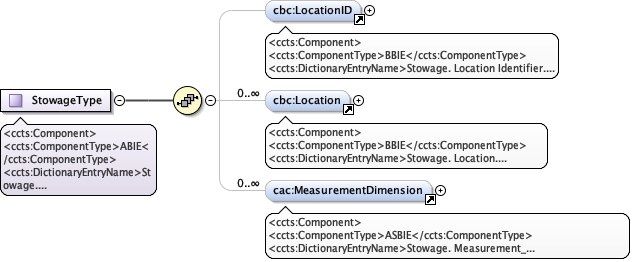 cbc:LocationID
<ccts:Component>
<ccts:ComponentType>BBIE</ccts:ComponentType>
<ccts:DictionaryEntryName>Stowage. Location Identifier....
StowageType
<ccts:Component>
<ccts:ComponentType>ABIE<
/ccts:ComponentType>
<ccts:DictionaryEntryName>St
owage....
0..∞
cbc:Location
<ccts:Component>
<ccts:ComponentType>BBIE</ccts:ComponentType>
<ccts:DictionaryEntryName>Stowage. Location....
0..∞
cac:MeasurementDimension
<ccts:Component>
<ccts:ComponentType>ASBIE</ccts:ComponentType>
<ccts:DictionaryEntryName>Stowage. Measurement_...